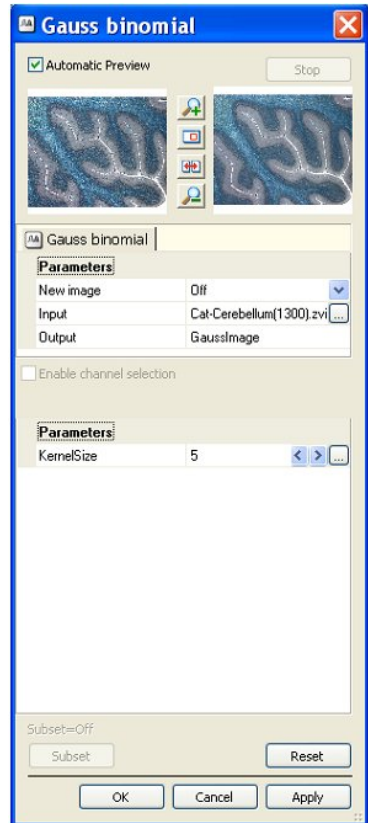 Gauss binomial
Automatic Preview
Stop
Gauss binomial
Parameters
New image Off
Input Cat-Cerebellum(1300).zvi ...
Output GaussImage
Enable channel selection
Parameters
KernelSize 5 < > ...
Subset=Off
Subset Reset
OK Cancel Apply